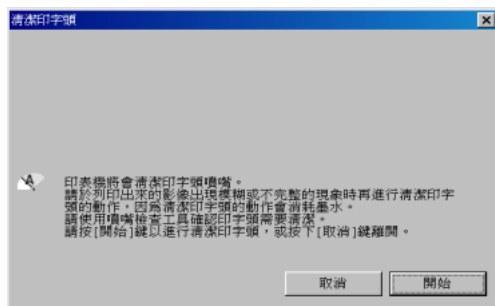 清潔印字頭
印表機將會清潔印字頭噴嘴。
請於列印出來的影像出現模糊或不完整的現象時再進行清潔印字
頭的動作，因為清潔印字頭的動作會消耗墨水。
請使用噴嘴檢查工具確認印字頭需要清潔。
請按[開始]鍵以進行清潔印字頭，或按下[取消]鍵離開。
取消
開始